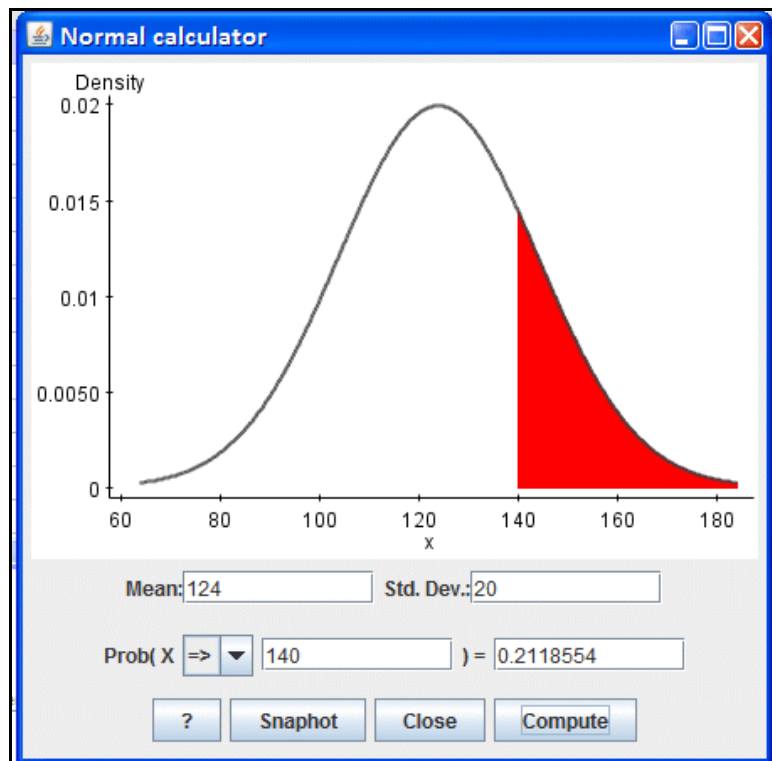 Normal calculator
Density
0.02
0.015
0.01
0.0050
0
60 80 100 120 140 160 180
x
Mean: 124 Std. Dev.: 20
Prob( X => 140 ) = 0.2118554
? Snaphot Close Compute